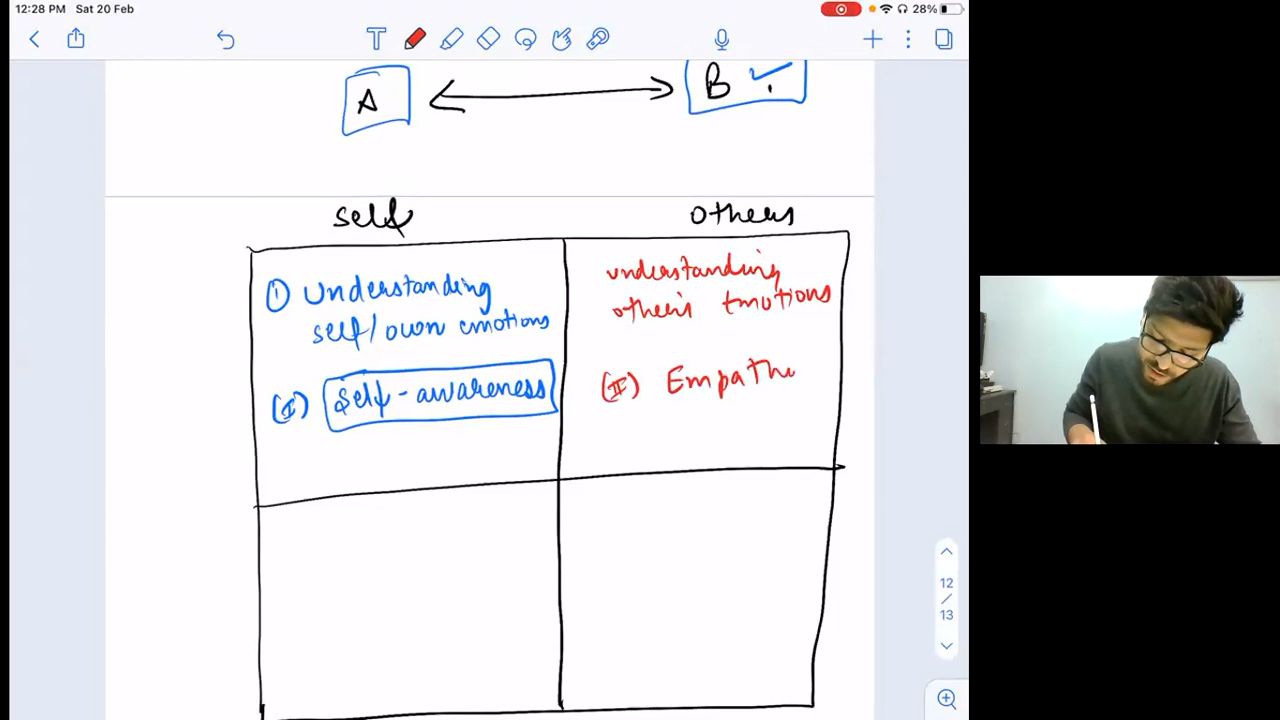 12:28 PM Sat 20 Feb
28%
T
A
B
self
others
① Understanding
self/own emotions
(I) Self-awareness
understanding
other's Emotions
(II) Empathe
12
/
13